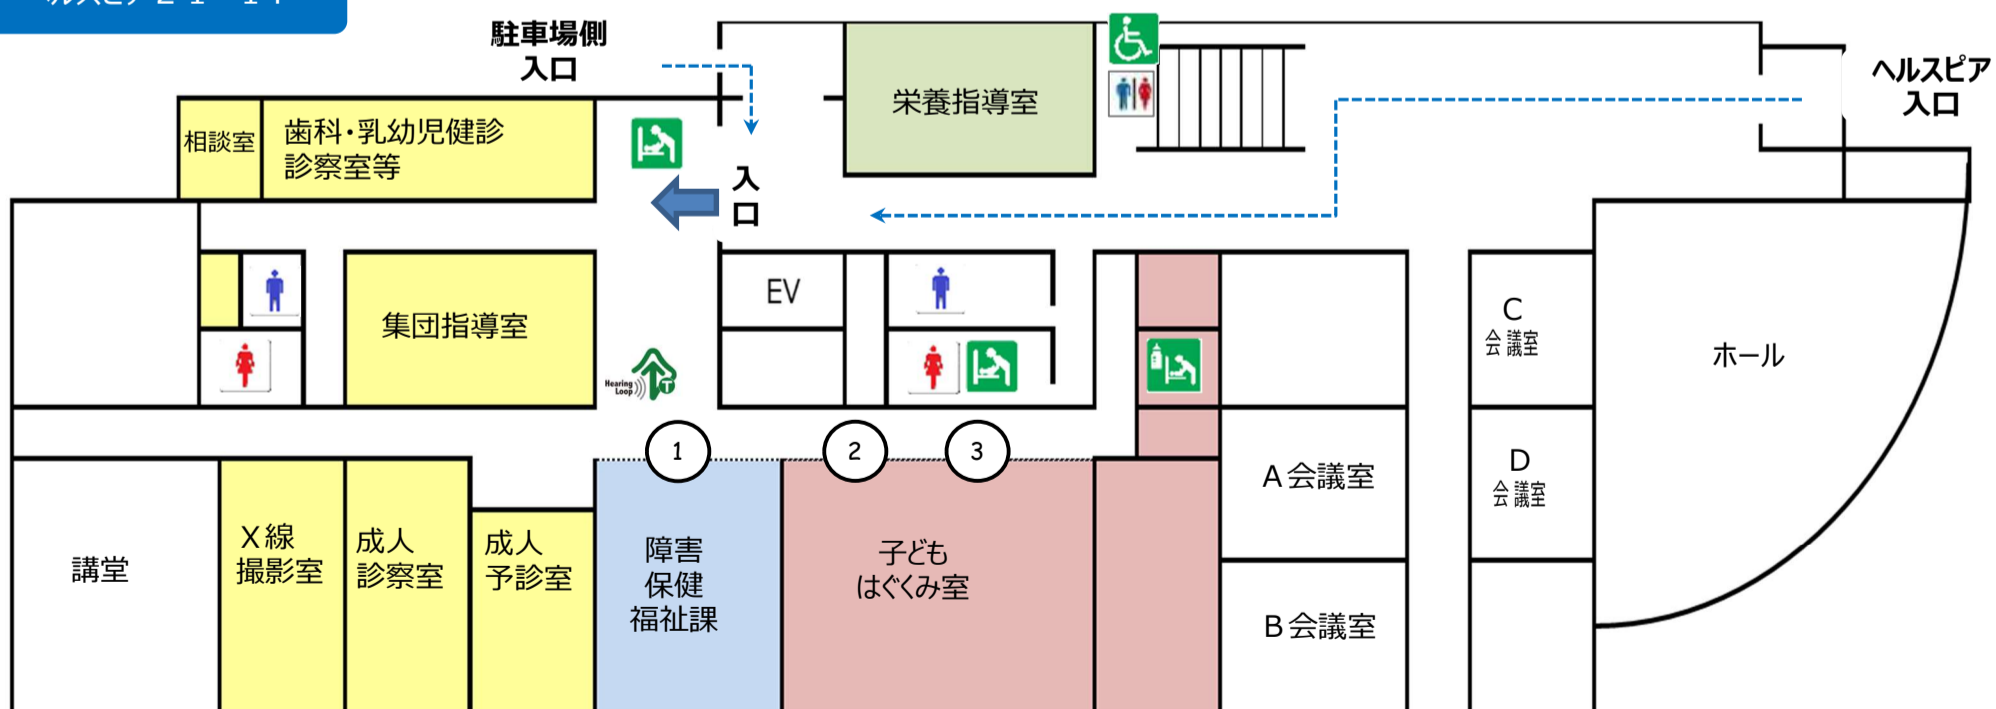 駐車場側
入口
ヘルスピア
入口
栄養指導室
相談室
歯科・乳幼児健診
診察室等
入
口
EV
集団指導室
Hearing
Loop
T
C
会議室
ホール
1
2
3
A会議室
D
会議室
講堂
X線
撮影室
成人
診察室
成人
予診室
障害
保健
福祉課
子ども
はぐくみ室
B会議室